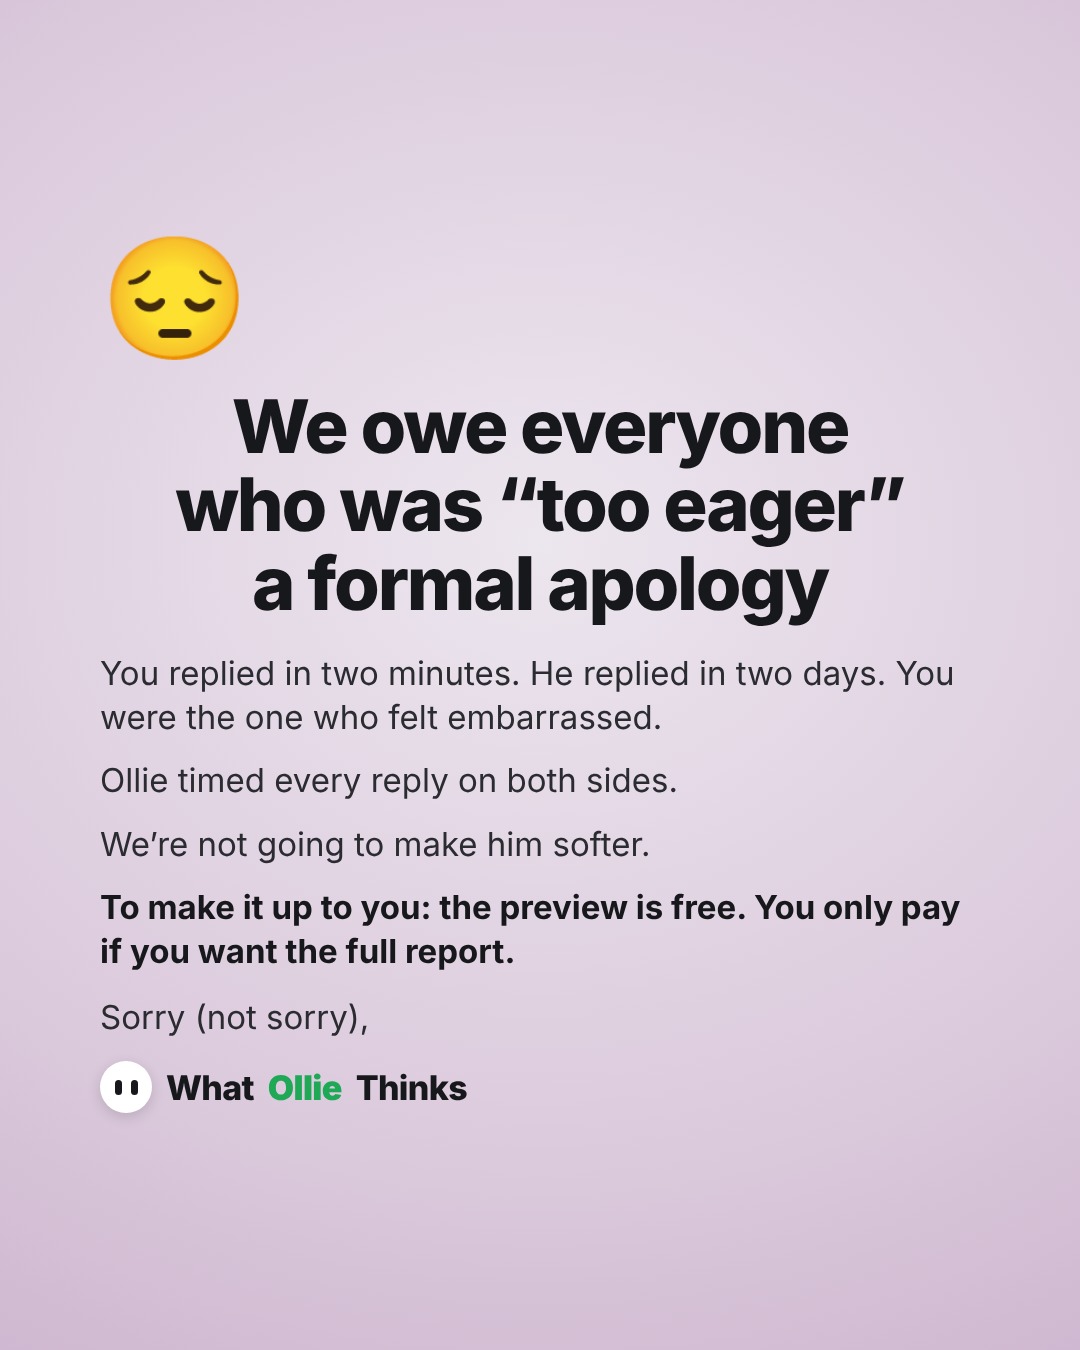 We owe everyone
who was “too eager”
a formal apology
You replied in two minutes. He replied in two days. You
were the one who felt embarrassed.
Ollie timed every reply on both sides.
We’re not going to make him softer.
To make it up to you: the preview is free. You only pay
if you want the full report.
Sorry (not sorry),
What Ollie Thinks